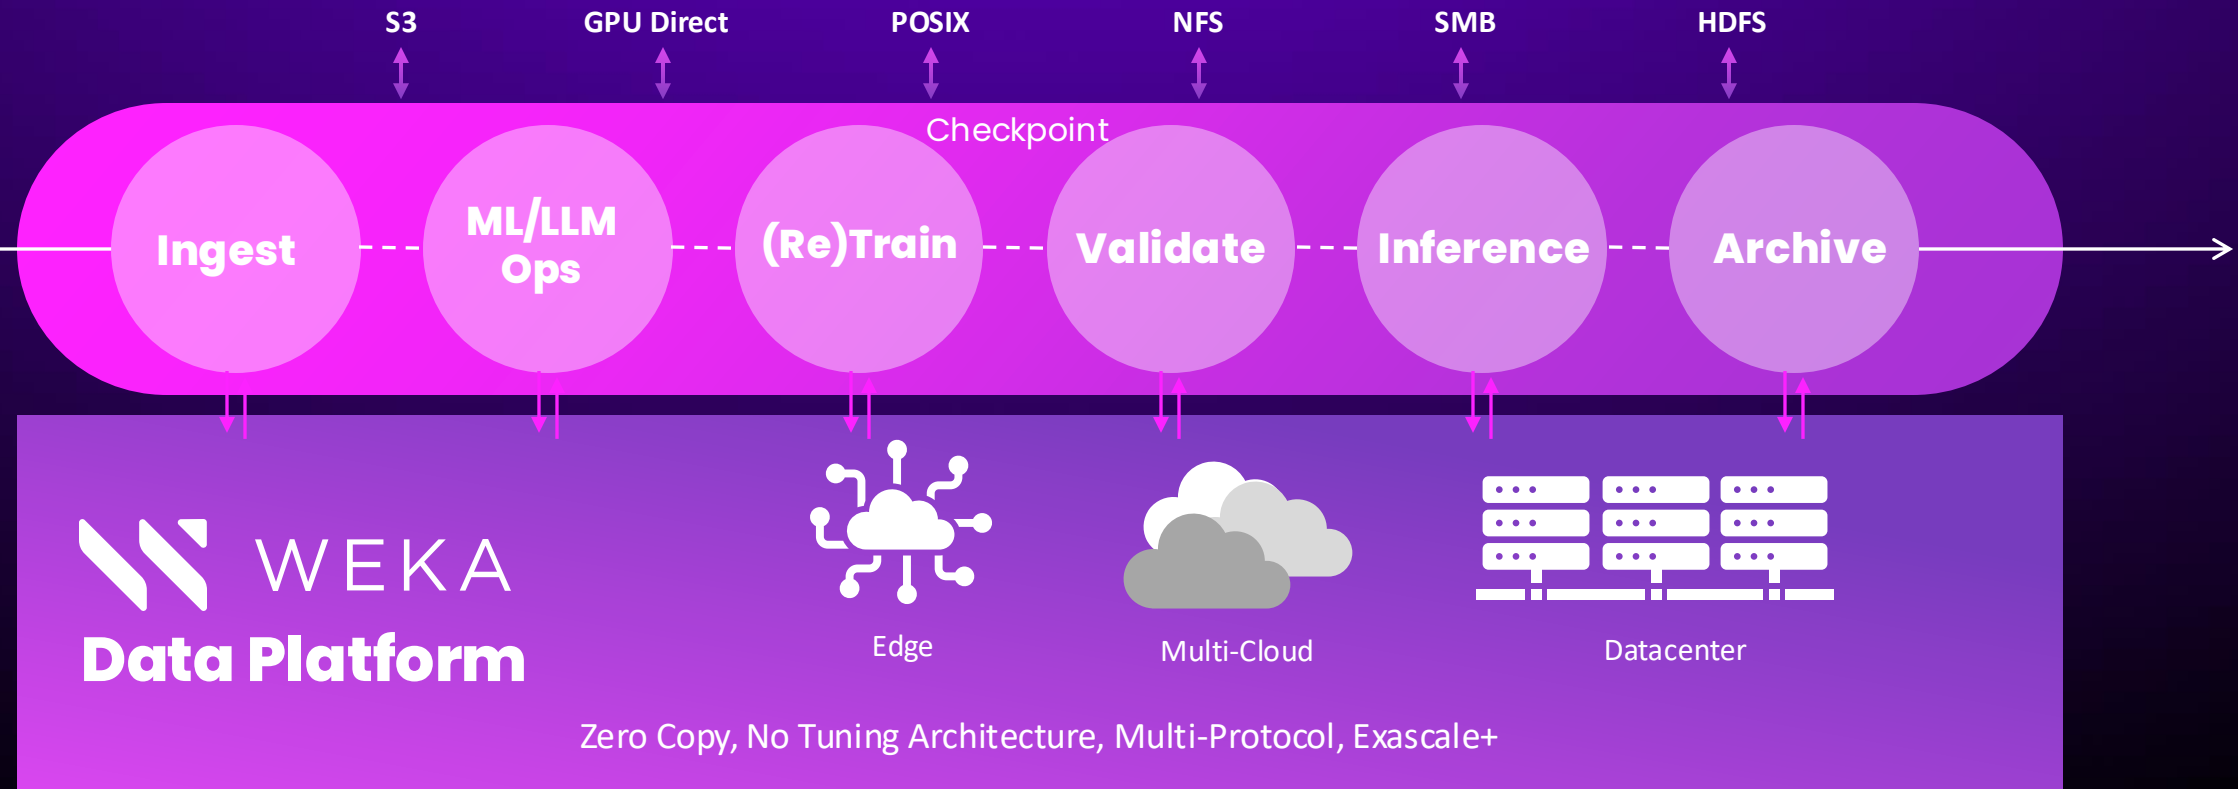 S3 GPU Direct POSIX NFS SMB HDFS
Checkpoint
Ingest
ML/LLM
Ops
(Re)Train
Validate
Inference
Archive
WEKA
Data Platform
Edge
Multi-Cloud
Datacenter
Zero Copy, No Tuning Architecture, Multi-Protocol, Exascale+